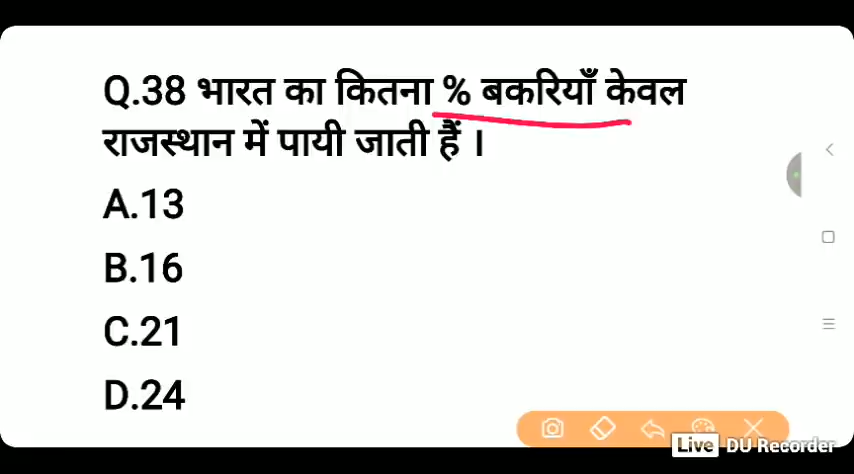 Q.38 भारत का कितना % बकरियाँ केवल
राजस्थान में पायी जाती हैं ।
A.13
B.16
C.21
D.24
Live DU Recorder